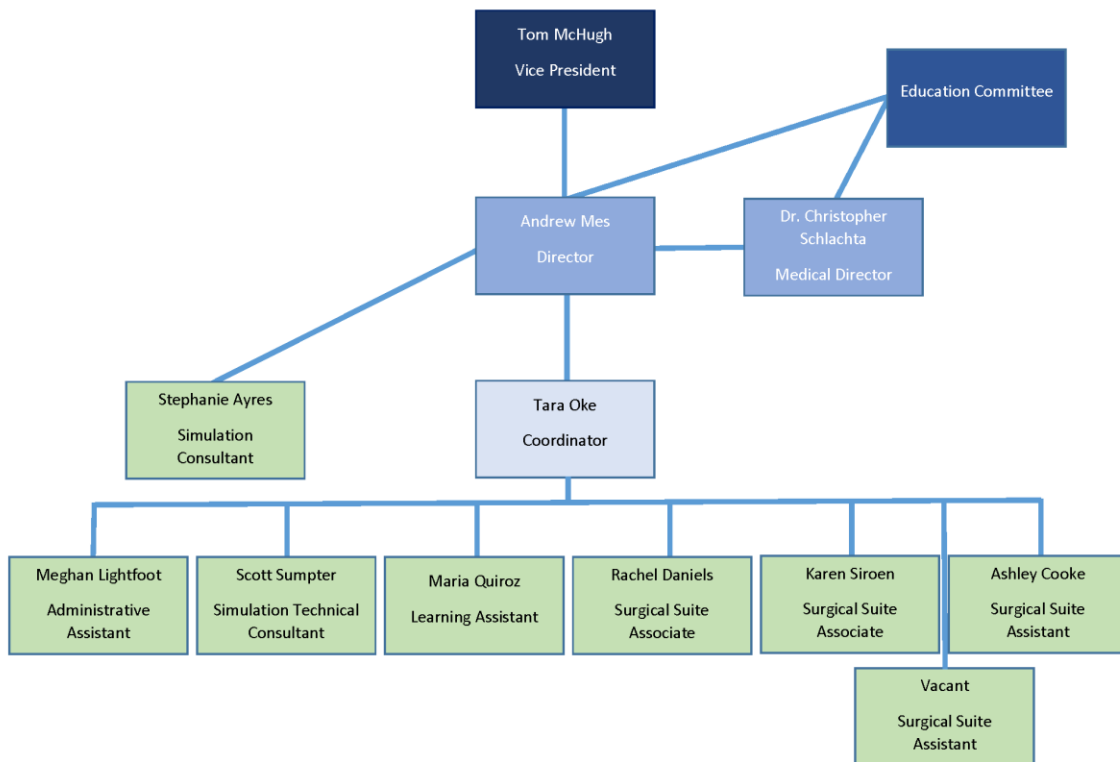 Tom McHugh
Vice President
Education Committee
Andrew Mes
Director
Dr. Christopher
Schlachta
Medical Director
Stephanie Ayres
Simulation
Consultant
Tara Oke
Coordinator
Meghan Lightfoot
Administrative
Assistant
Scott Sumpter
Simulation Technical
Consultant
Maria Quiroz
Learning Assistant
Rachel Daniels
Surgical Suite
Associate
Karen Siroen
Surgical Suite
Associate
Ashley Cooke
Surgical Suite
Assistant
Vacant
Surgical Suite
Assistant